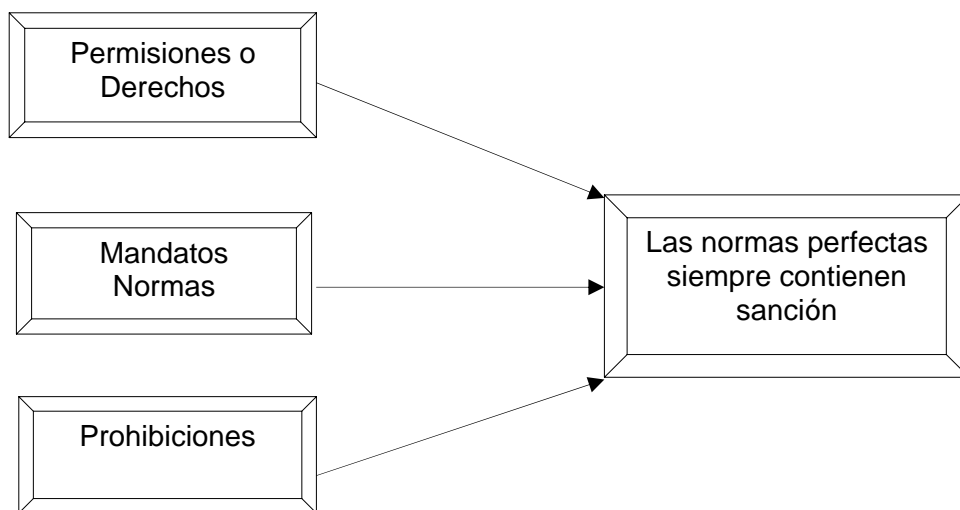 Permisiones o
Derechos
Mandatos
Normas
Prohibiciones
Las normas perfectas
siempre contienen
sanción